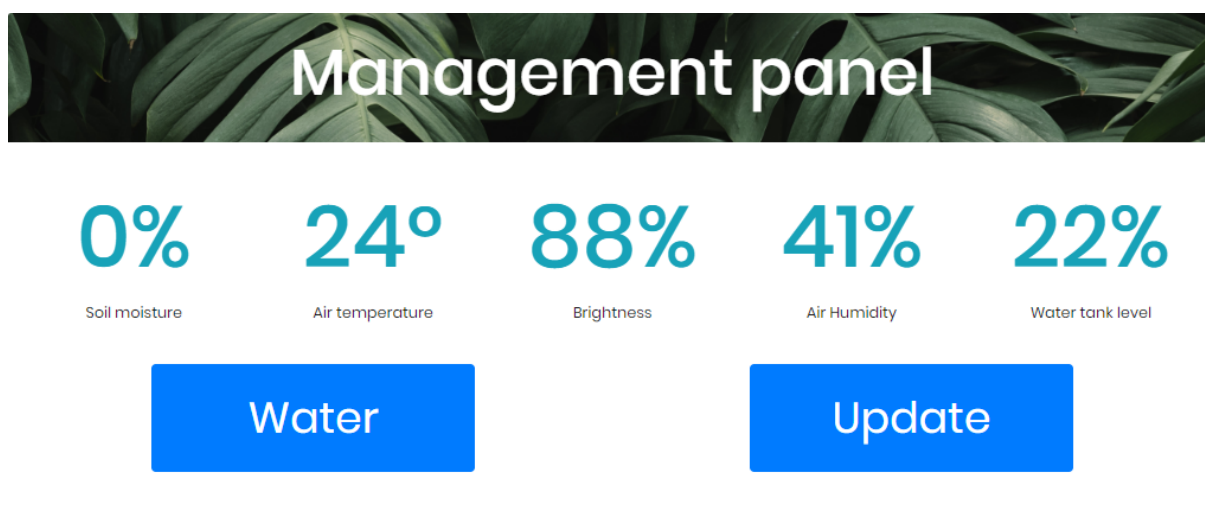 Management panel
0% 24° 88% 41% 22%
Soil moisture Air temperature Brightness Air Humidity Water tank level
Water Update